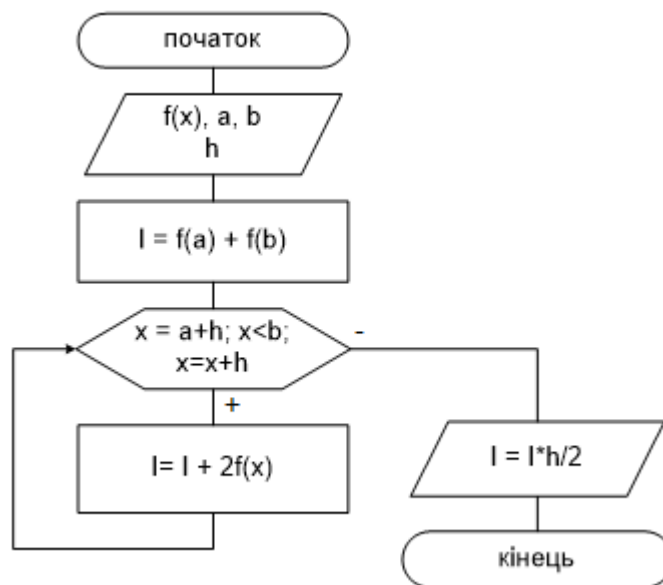 початок
f(x), a, b
h
I = f(a) + f(b)
x = a+h; x<b;
x=x+h
-
+
I= I + 2f(x)
I = I*h/2
кінець